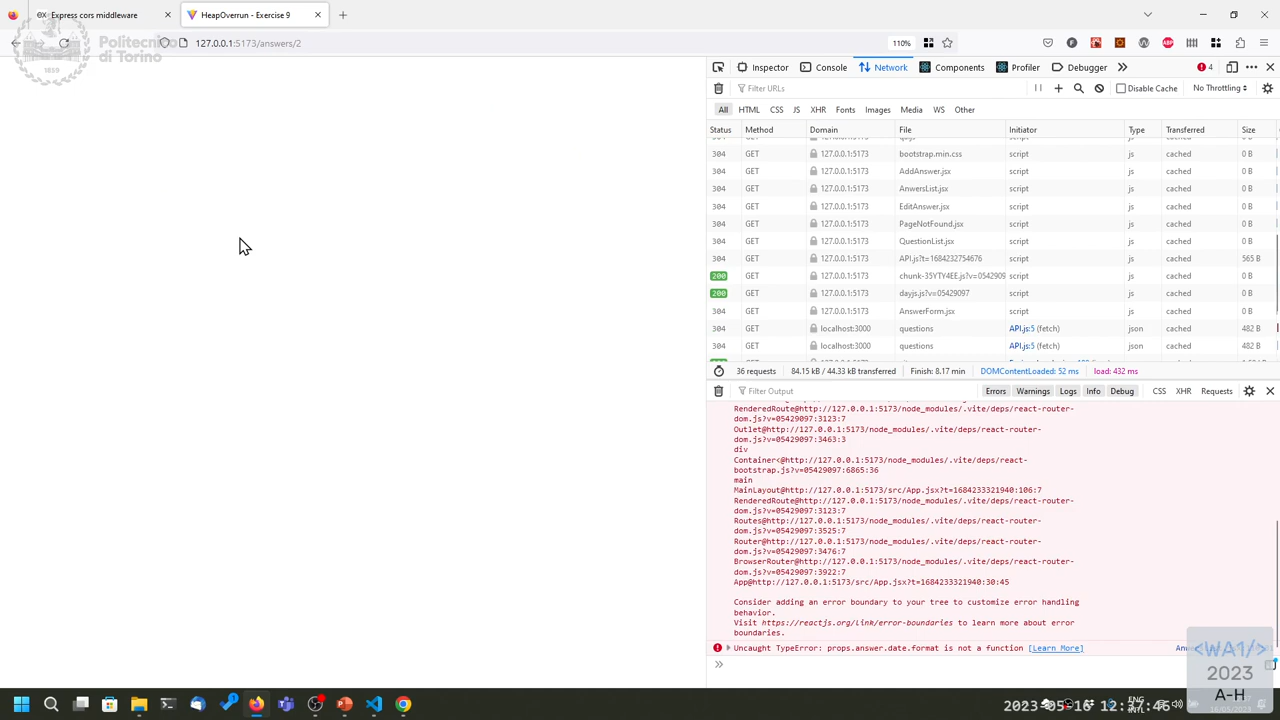 Express cors middleware
HeapOverrun - Exercise 9
127.0.0.1:5173/answers/2
110%
Politecnico
di Torino
1859
Inspector
Console
Network
Components
Profiler
Debugger
4
Filter URLs
Disable Cache
No Throttling
All HTML CSS JS XHR Fonts Images Media WS Other
Status Method Domain File Initiator Type Transferred Size
304 GET 127.0.0.1:5173 bootstrap.min.css script js cached 0 B
304 GET 127.0.0.1:5173 AddAnswer.jsx script js cached 0 B
304 GET 127.0.0.1:5173 AnwersList.jsx script js cached 0 B
304 GET 127.0.0.1:5173 EditAnswer.jsx script js cached 0 B
304 GET 127.0.0.1:5173 PageNotFound.jsx script js cached 0 B
304 GET 127.0.0.1:5173 QuestionList.jsx script js cached 0 B
304 GET 127.0.0.1:5173 API.js?t=1684232754676 script js cached 565 B
200 GET 127.0.0.1:5173 chunk-35YTY4EE.js?v=05429097 script js cached 0 B
200 GET 127.0.0.1:5173 dayjs.js?v=05429097 script js cached 0 B
304 GET 127.0.0.1:5173 AnswerForm.jsx script js cached 0 B
304 GET localhost:3000 questions API.js:5 (fetch) json cached 482 B
304 GET localhost:3000 questions API.js:5 (fetch) json cached 482 B
36 requests 84.15 kB / 44.33 kB transferred Finish: 8.17 min DOMContentLoaded: 52 ms load: 432 ms
Filter Output
Errors Warnings Logs Info Debug CSS XHR Requests
RenderedRoute@http://127.0.0.1:5173/node_modules/.vite/deps/react-router-
dom.js?v=05429097:3123:7
Outlet@http://127.0.0.1:5173/node_modules/.vite/deps/react-router-
dom.js?v=05429097:3463:3
div
Container<@http://127.0.0.1:5173/node_modules/.vite/deps/react-
bootstrap.js?v=05429097:6865:36
main
MainLayout@http://127.0.0.1:5173/src/App.jsx?t=1684233321940:106:7
RenderedRoute@http://127.0.0.1:5173/node_modules/.vite/deps/react-router-
dom.js?v=05429097:3123:7
Routes@http://127.0.0.1:5173/node_modules/.vite/deps/react-router-
dom.js?v=05429097:3525:7
Router@http://127.0.0.1:5173/node_modules/.vite/deps/react-router-
dom.js?v=05429097:3476:7
BrowserRouter@http://127.0.0.1:5173/node_modules/.vite/deps/react-router-
dom.js?v=05429097:3922:7
App@http://127.0.0.1:5173/src/App.jsx?t=1684233321940:30:45
Consider adding an error boundary to your tree to customize error handling
behavior.
Visit https://reactjs.org/link/error-boundaries to learn more about error
boundaries.
Uncaught TypeError: props.answer.date.format is not a function [Learn More]
<WA1/>
2023
A-H
ENG
INTL
2023-05-16 12:57:46